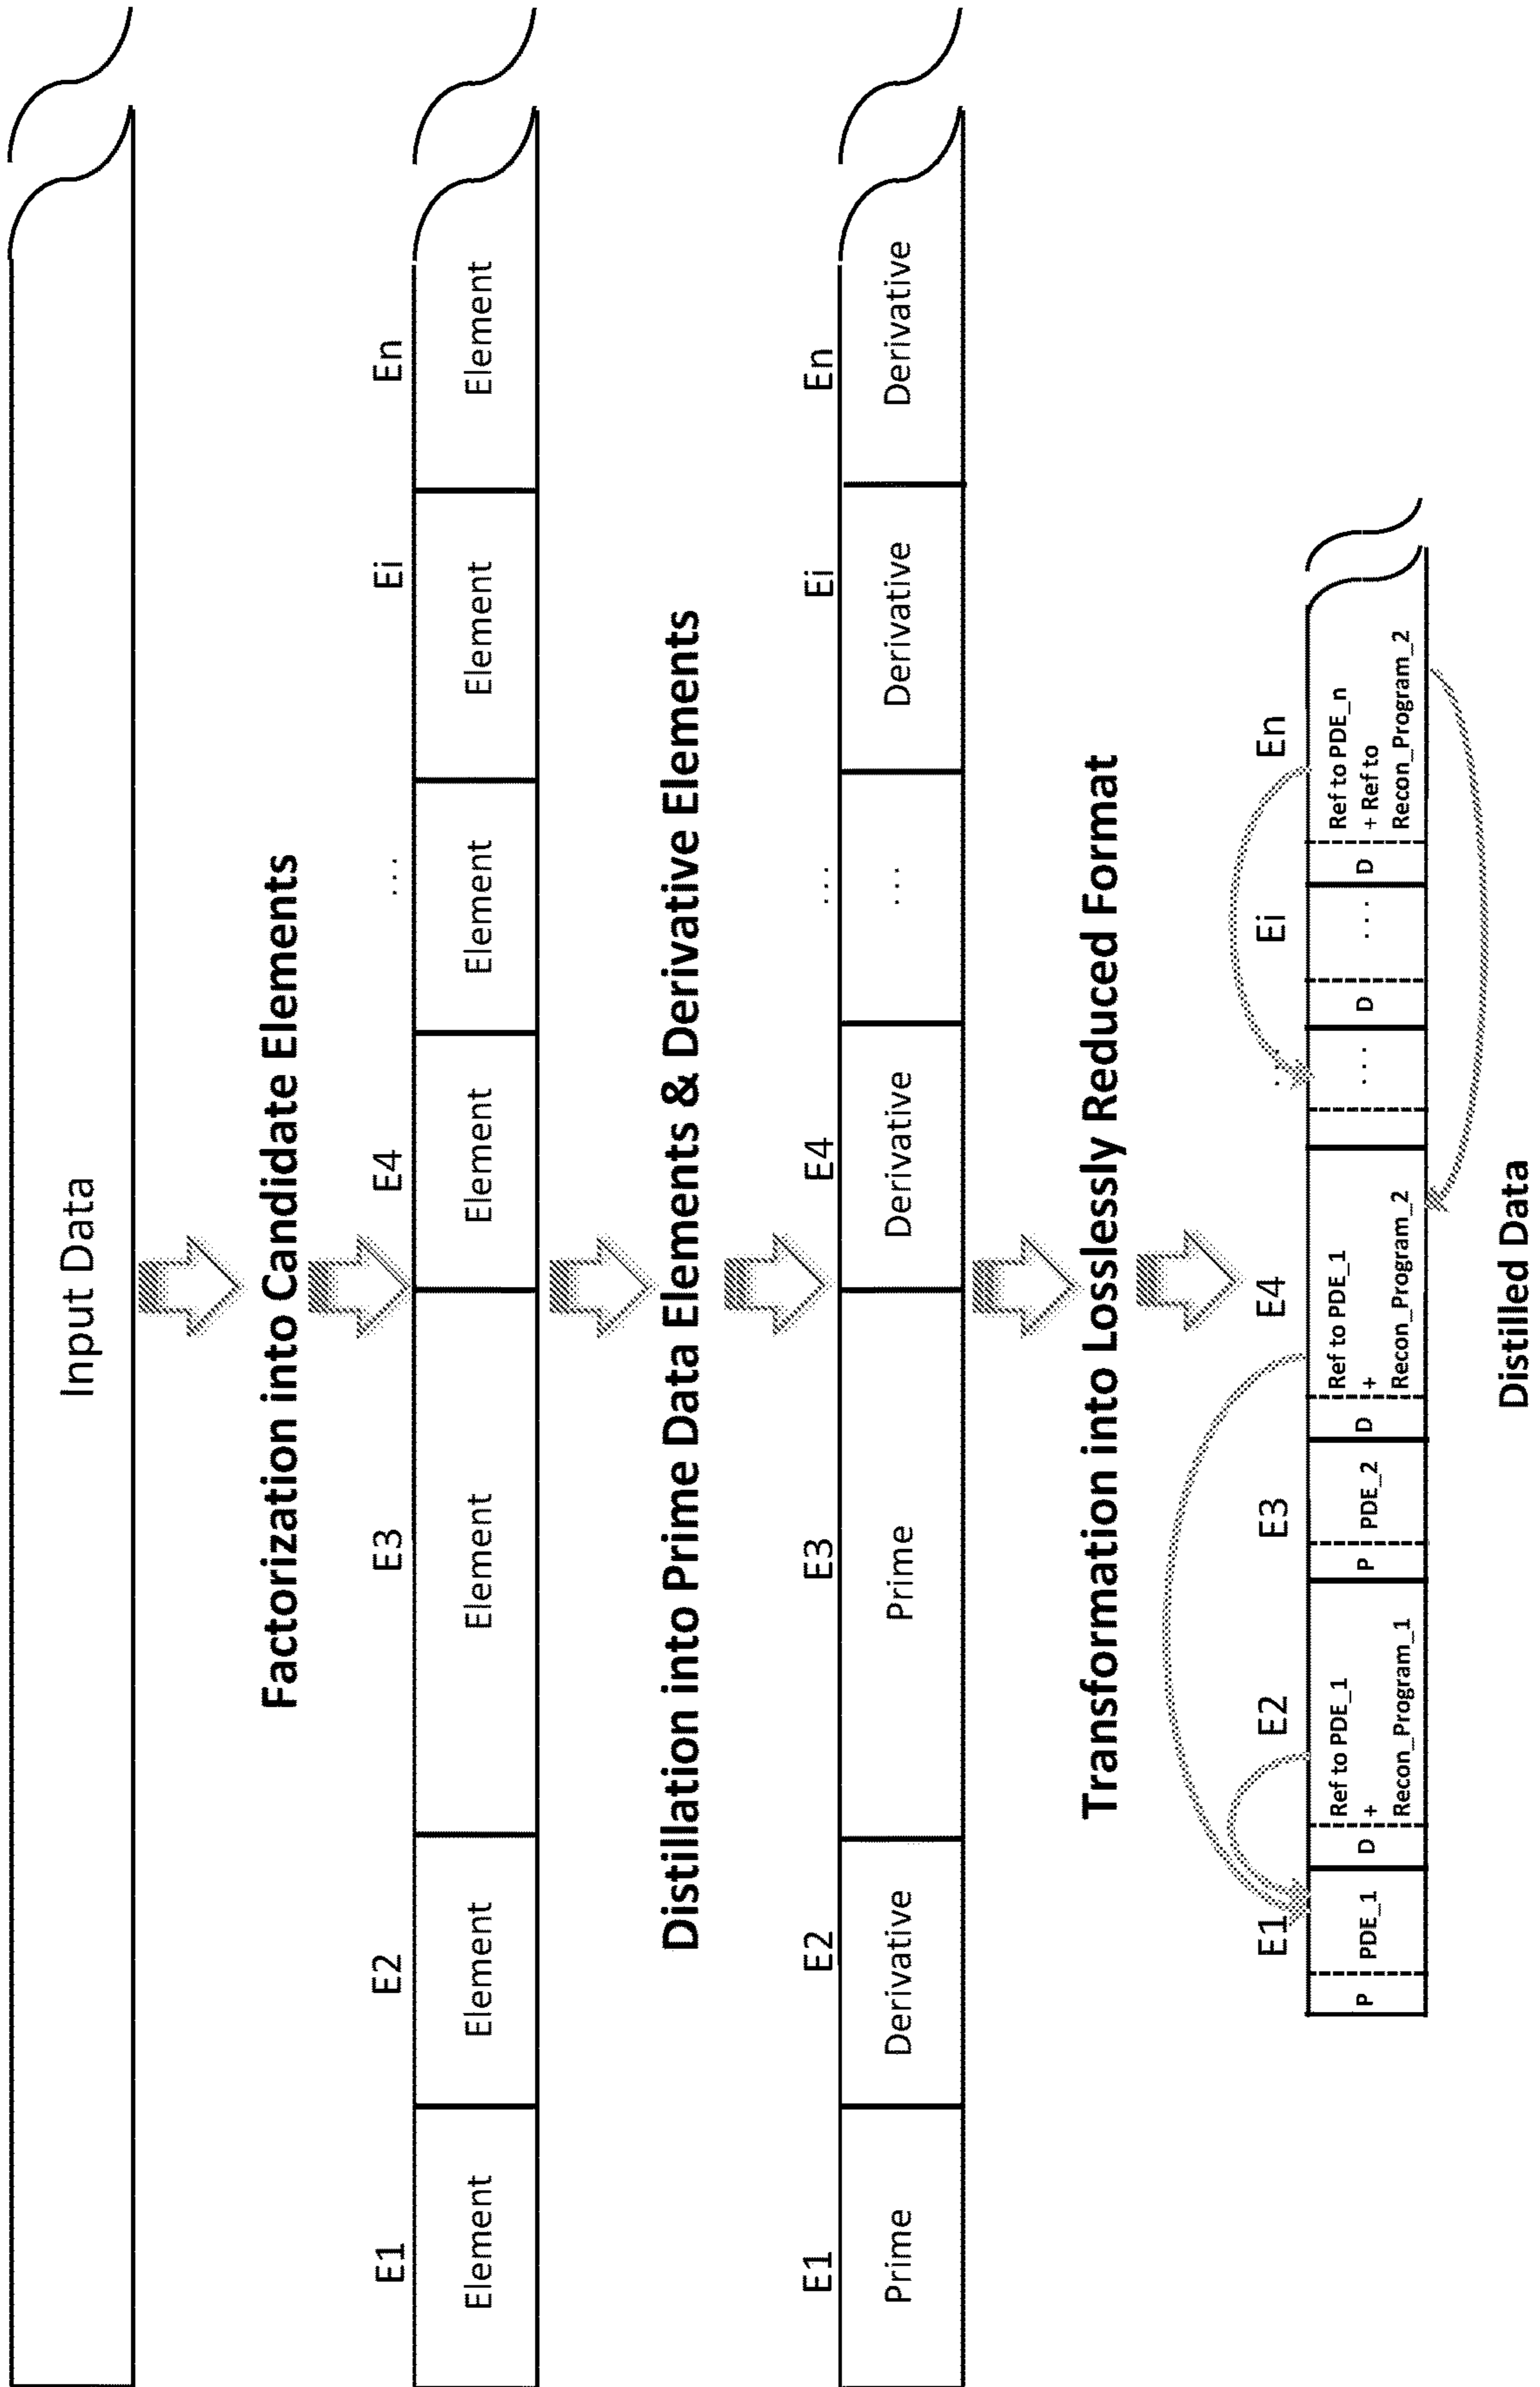 Input Data
Factorization into Candidate Elements
E1 E2 E3 E4 ... Ei En
Element Element Element Element Element Element Element
Distillation into Prime Data Elements & Derivative Elements
E1 E2 E3 E4 ... Ei En
Prime Derivative Prime Derivative ... Derivative Derivative
Transformation into Losslessly Reduced Format
E1 E2 E3 E4 ... Ei En
P PDE_1
D Ref to PDE_1
+
Recon_Program_1
P PDE_2
D Ref to PDE_1
+
Recon_Program_2
...
D ...
D Ref to PDE_n
+ Ref to
Recon_Program_2
Distilled Data